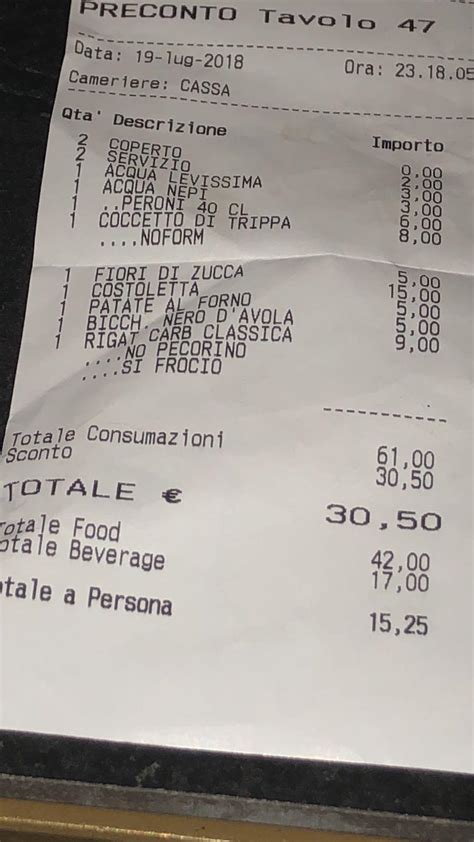 PRECONTO Tavolo 47
Data: 19-lug-2018 Ora: 23.18.05
Cameriere: CASSA
Qta' Descrizione Importo
2 COPERTO 0,00
2 SERVIZIO 2,00
1 ACQUA LEVISSIMA 3,00
1 ACQUA NEPI 3,00
1 ..PERONI 40 CL 6,00
1 COCCETTO DI TRIPPA 8,00
....NOFORM
1 FIORI DI ZUCCA 5,00
1 COSTOLETTA 15,00
1 PATATE AL FORNO 5,00
1 BICCH. NERO D'AVOLA 5,00
1 RIGAT CARB CLASSICA 9,00
....NO PECORINO
....SI FROCIO
Totale Consumazioni 61,00
Sconto 30,50
TOTALE € 30,50
otale Food 42,00
otale Beverage 17,00
otale a Persona 15,25